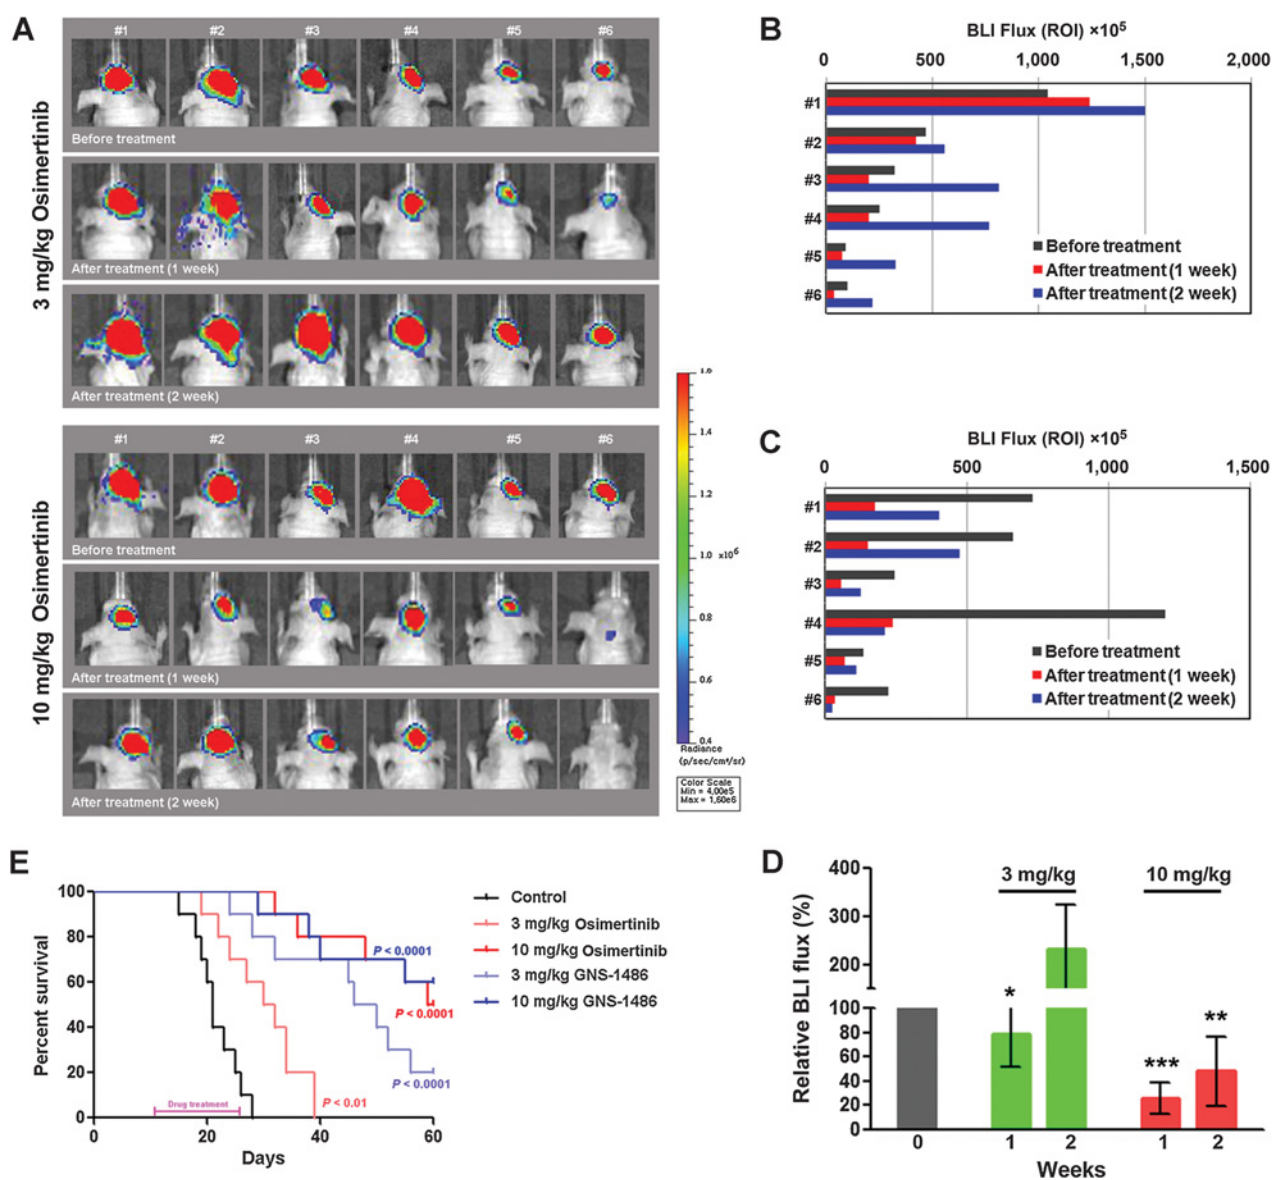 A
#1 #2 #3 #4 #5 #6
3 mg/kg Osimertinib
Before treatment
After treatment (1 week)
After treatment (2 week)
#1 #2 #3 #4 #5 #6
10 mg/kg Osimertinib
Before treatment
After treatment (1 week)
After treatment (2 week)
1.6
1.4
1.2
1.0 x10⁶
0.8
0.6
0.4
Radiance
(p/sec/cm²/sr)
Color Scale
Min = 4.00e5
Max = 1.60e6
B
BLI Flux (ROI) ×10⁵
0 500 1,000 1,500 2,000
#1
#2
#3
#4
#5
#6
Before treatment
After treatment (1 week)
After treatment (2 week)
C
BLI Flux (ROI) ×10⁵
0 500 1,000 1,500
#1
#2
#3
#4
#5
#6
Before treatment
After treatment (1 week)
After treatment (2 week)
E
Percent survival
100
80
60
40
20
0
0 20 40 60
Days
Drug treatment
P < 0.0001
P < 0.0001
P < 0.0001
P < 0.01
Control
3 mg/kg Osimertinib
10 mg/kg Osimertinib
3 mg/kg GNS-1486
10 mg/kg GNS-1486
D
Relative BLI flux (%)
400
300
200
100
80
60
40
20
0
3 mg/kg 10 mg/kg
*
***
**
0 1 2 1 2
Weeks